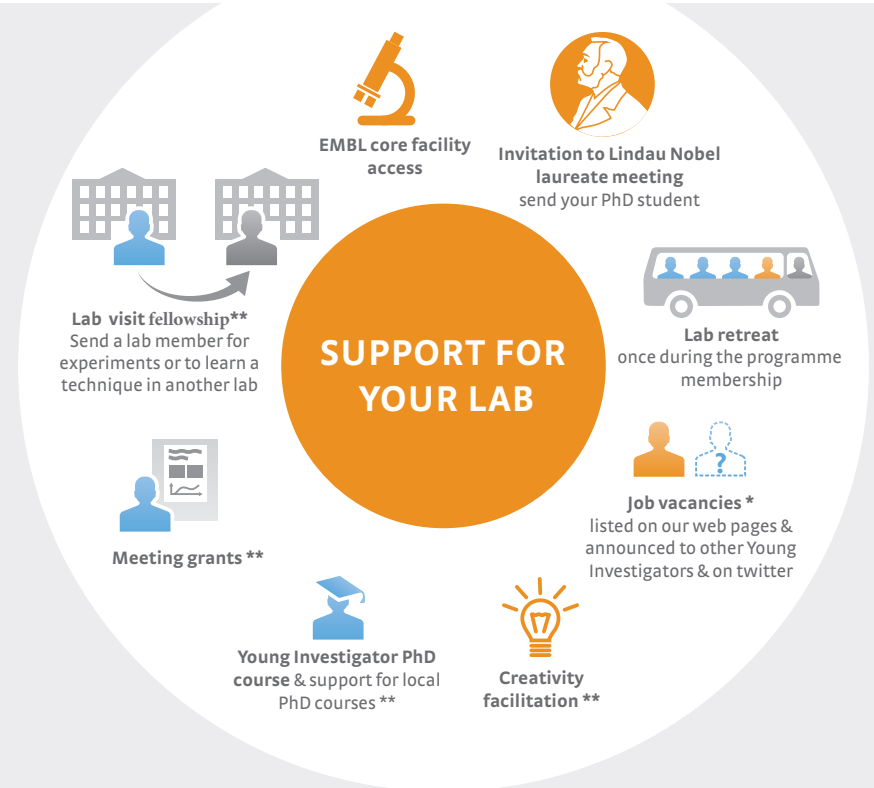 EMBL core facility
access
Invitation to Lindau Nobel
laureate meeting
send your PhD student
Lab retreat
once during the programme
membership
Job vacancies *
listed on our web pages &
announced to other Young
Investigators & on twitter
Creativity
facilitation **
Young Investigator PhD
course & support for local
PhD courses **
Meeting grants **
Lab visit fellowship**
Send a lab member for
experiments or to learn a
technique in another lab
SUPPORT FOR
YOUR LAB
?